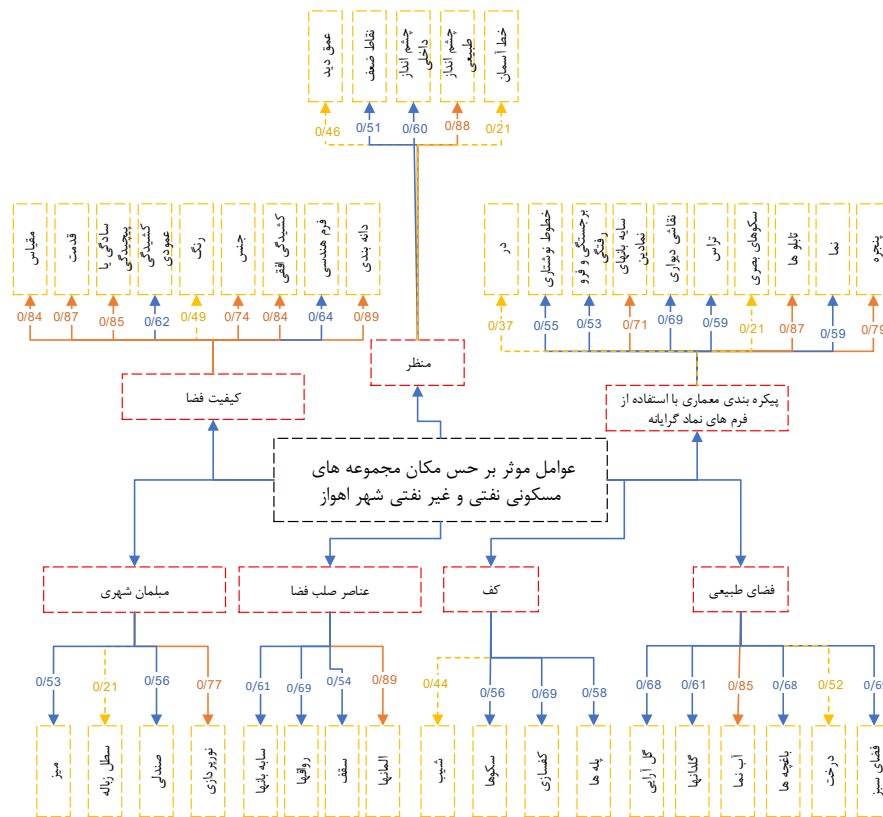 عمق دید
نقاط ضعف
چشم انداز
داخلی
چشم انداز
طبیعی
خط آسمان
0/46
0/51
0/60
0/88
0/21
مقیاس
قدمت
سادگی یا
پیچیدگی
کشیدگی
عمودی
رنگ
جنس
کشیدگی افقی
فرم هندسی
دانه بندی
0/84
0/87
0/85
0/62
0/49
0/74
0/84
0/64
0/89
در
خطوط نوشتاری
برجستگی و فرو
رفتگی
سایه بانهای
نمادین
نقاشی دیواری
تراس
سکوهای بصری
تابلو ها
نما
پنجره
0/37
0/55
0/53
0/71
0/69
0/59
0/21
0/87
0/59
0/79
منظر
کیفیت فضا
پیکره بندی معماری با استفاده از
فرم های نماد گرایانه
عوامل موثر بر حس مکان مجموعه های
مسکونی نفتی و غیر نفتی شهر اهواز
مبلمان شهری
عناصر صلب فضا
کف
فضای طبیعی
0/53
0/21
0/56
0/77
0/61
0/69
0/54
0/89
0/44
0/56
0/69
0/58
0/68
0/61
0/85
0/68
0/52
0/69
میز
سطل زباله
صندلی
نورپردازی
سایه بانها
رواقها
سقف
المانها
شیب
سکوها
کفسازی
پله ها
گل آرایی
گلدانها
آب نما
باغچه ها
درخت
فضای سبز